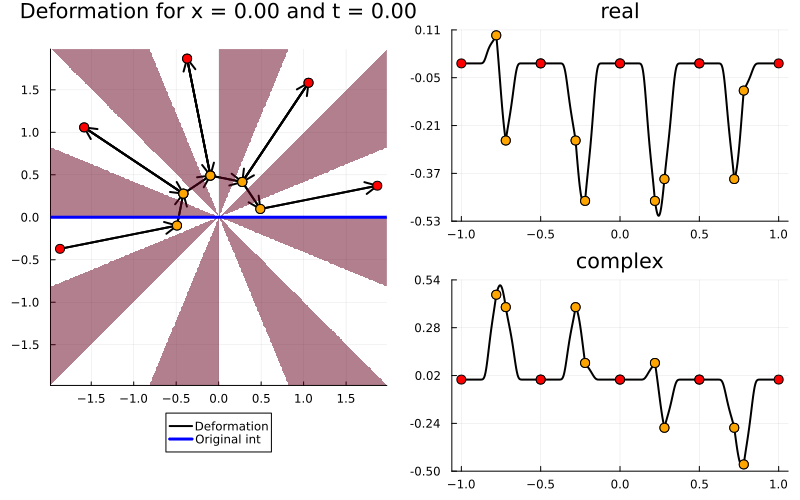 Deformation for x = 0.00 and t = 0.00
1.5
1.0
0.5
0.0
−0.5
−1.0
−1.5
−1.5 −1.0 −0.5 0.0 0.5 1.0 1.5
Deformation
Original int
real
0.11
-0.05
-0.21
-0.37
-0.53
-1.0 -0.5 0.0 0.5 1.0
complex
0.54
0.28
0.02
-0.24
-0.50
-1.0 -0.5 0.0 0.5 1.0